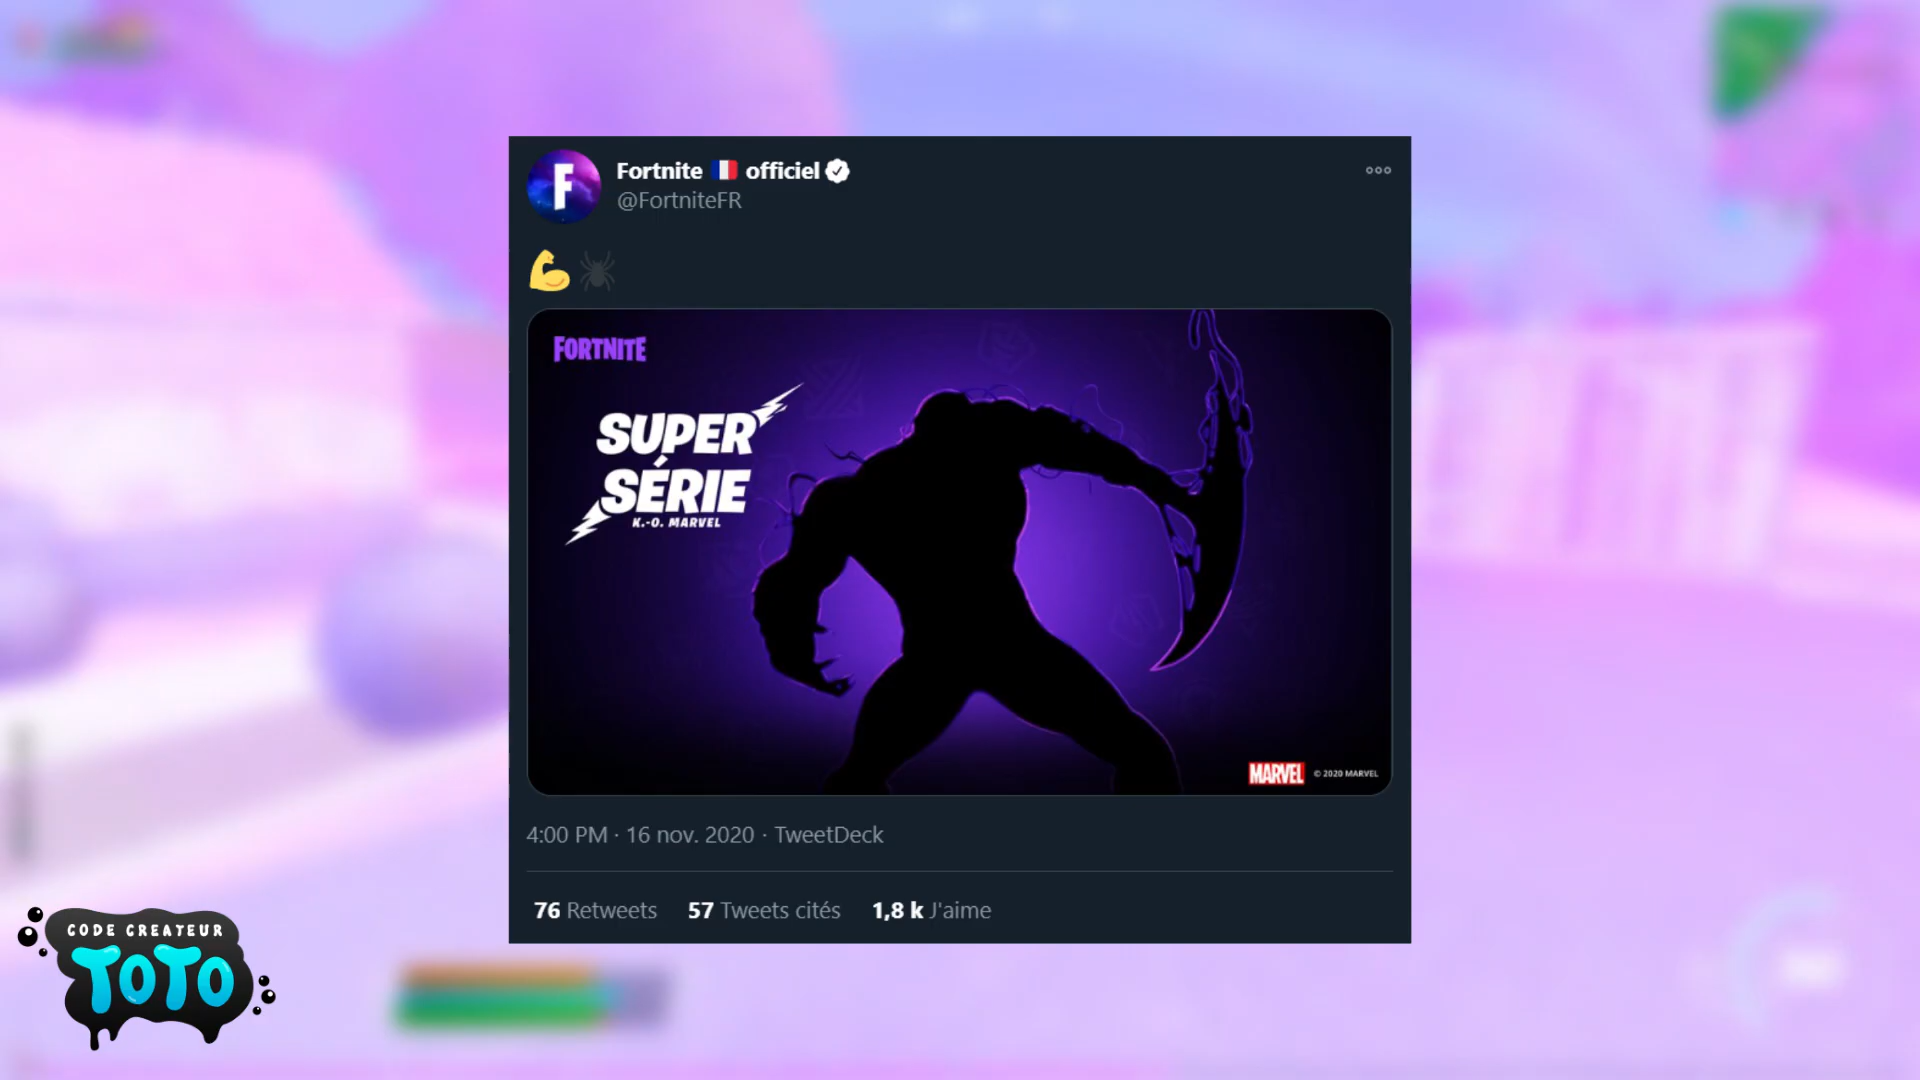 Fortnite 🇫🇷 officiel
@FortniteFR
💪🕷
FORTNITE
SUPER
SÉRIE
K.-O. MARVEL
MARVEL © 2020 MARVEL
4:00 PM · 16 nov. 2020 · TweetDeck
76 Retweets 57 Tweets cités 1,8 k J'aime
CODE CREATEUR
TOTO